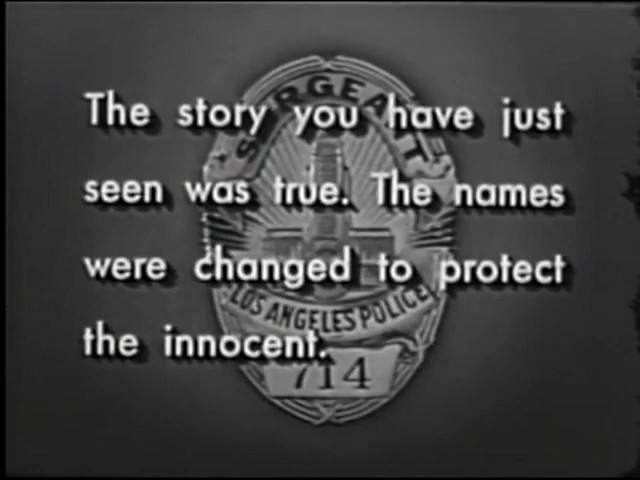 The story you have just
seen was true. The names
were changed to protect
the innocent.
SERGEANT
LOS ANGELES POLICE
714